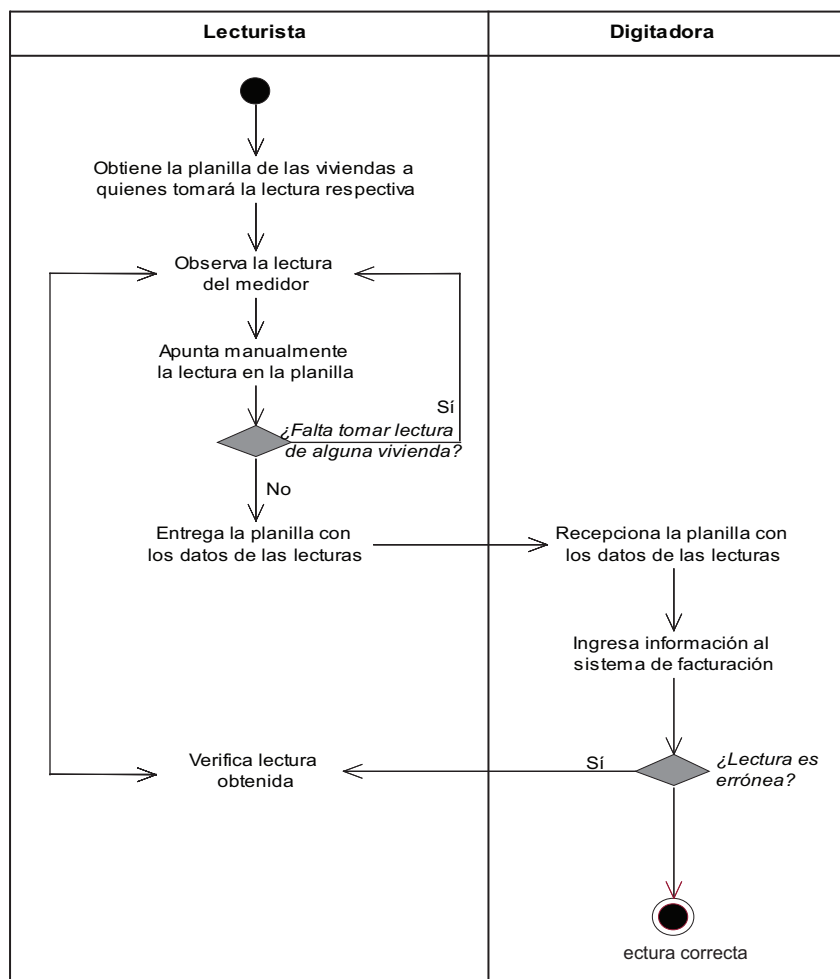 Lecturista
Digitadora
Obtiene la planilla de las viviendas a
quienes tomará la lectura respectiva
Observa la lectura
del medidor
Apunta manualmente
la lectura en la planilla
Sí
¿Falta tomar lectura
de alguna vivienda?
No
Entrega la planilla con
los datos de las lecturas
Recepciona la planilla con
los datos de las lecturas
Ingresa información al
sistema de facturación
Verifica lectura
obtenida
Sí
¿Lectura es
errónea?
ectura correcta